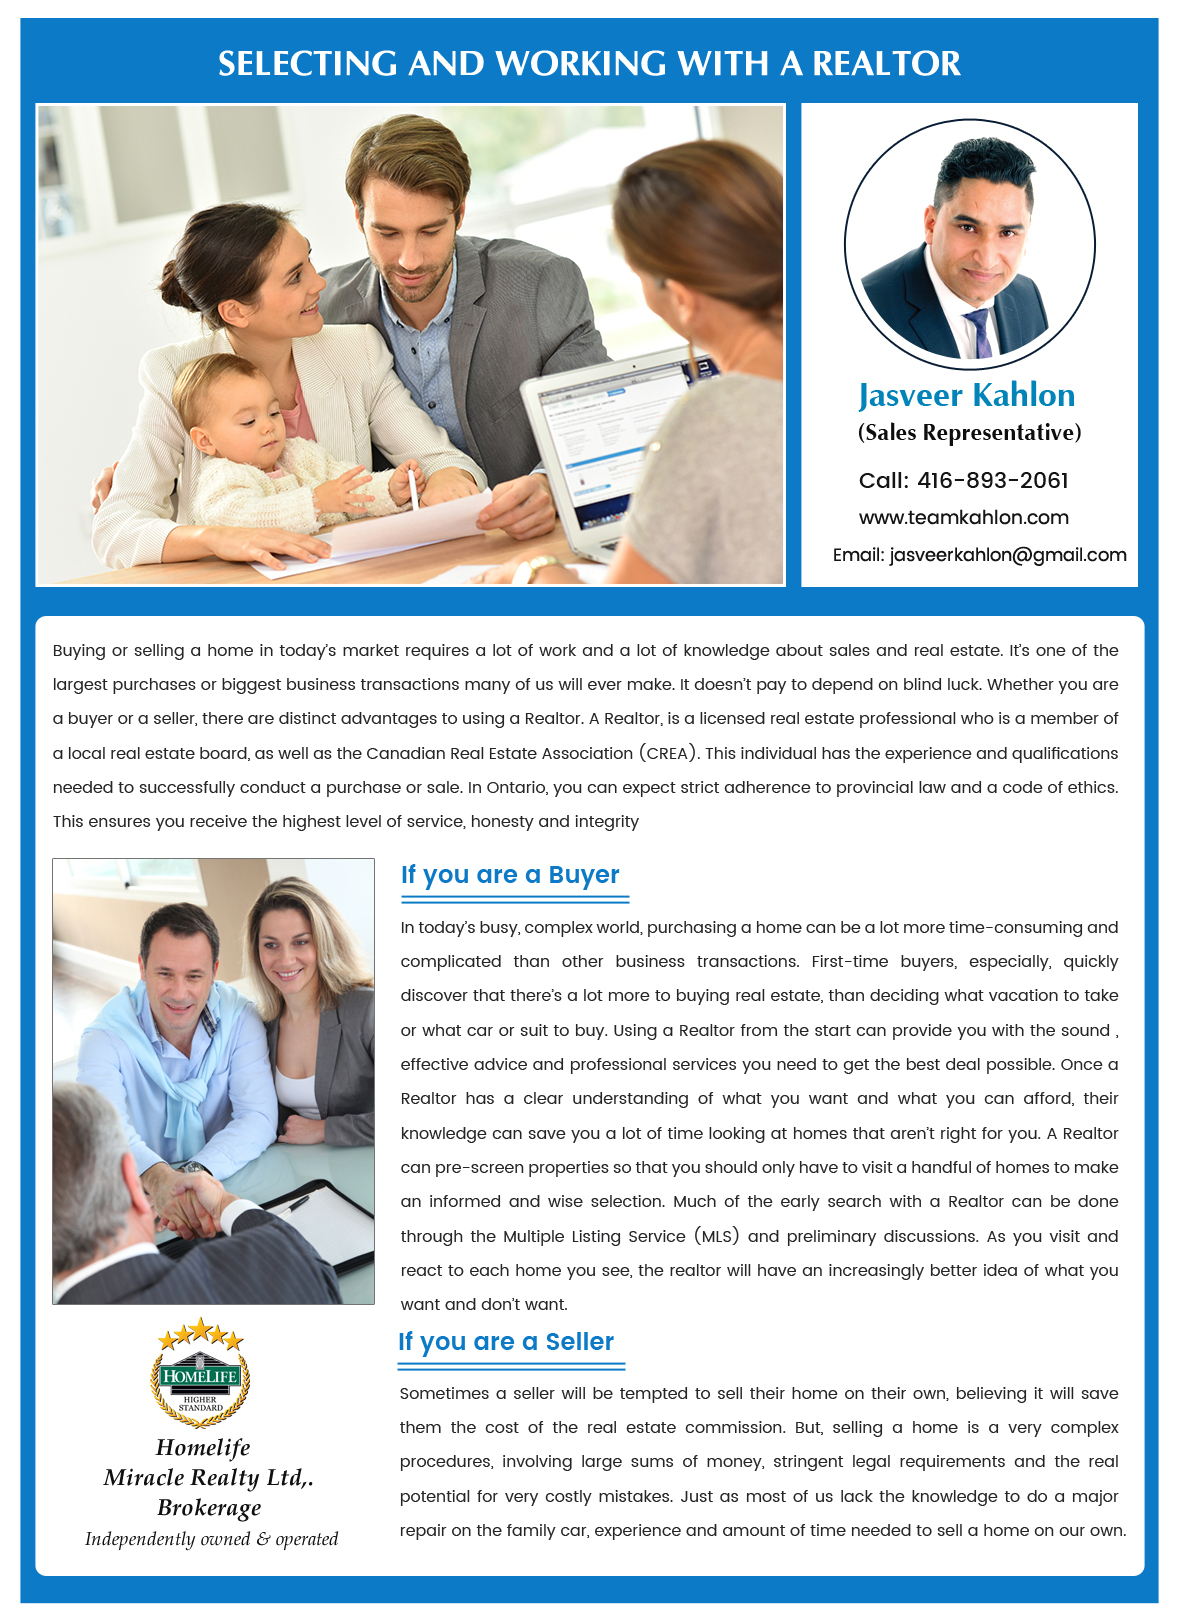 SELECTING AND WORKING WITH A REALTOR
Jasveer Kahlon
(Sales Representative)
Call: 416-893-2061
www.teamkahlon.com
Email: jasveerkahlon@gmail.com
Buying or selling a home in today's market requires a lot of work and a lot of knowledge about sales and real estate. It's one of the
largest purchases or biggest business transactions many of us will ever make. It doesn't pay to depend on blind luck. Whether you are
a buyer or a seller, there are distinct advantages to using a Realtor. A Realtor, is a licensed real estate professional who is a member of
a local real estate board, as well as the Canadian Real Estate Association (CREA). This individual has the experience and qualifications
needed to successfully conduct a purchase or sale. In Ontario, you can expect strict adherence to provincial law and a code of ethics.
This ensures you receive the highest level of service, honesty and integrity
If you are a Buyer
In today's busy, complex world, purchasing a home can be a lot more time-consuming and
complicated than other business transactions. First-time buyers, especially, quickly
discover that there's a lot more to buying real estate, than deciding what vacation to take
or what car or suit to buy. Using a Realtor from the start can provide you with the sound ,
effective advice and professional services you need to get the best deal possible. Once a
Realtor has a clear understanding of what you want and what you can afford, their
knowledge can save you a lot of time looking at homes that aren't right for you. A Realtor
can pre-screen properties so that you should only have to visit a handful of homes to make
an informed and wise selection. Much of the early search with a Realtor can be done
through the Multiple Listing Service (MLS) and preliminary discussions. As you visit and
react to each home you see, the realtor will have an increasingly better idea of what you
want and don't want.
If you are a Seller
Sometimes a seller will be tempted to sell their home on their own, believing it will save
them the cost of the real estate commission. But, selling a home is a very complex
procedures, involving large sums of money, stringent legal requirements and the real
potential for very costly mistakes. Just as most of us lack the knowledge to do a major
repair on the family car, experience and amount of time needed to sell a home on our own.
HOMELIFE
HIGHER
STANDARD
Homelife
Miracle Realty Ltd,.
Brokerage
Independently owned & operated